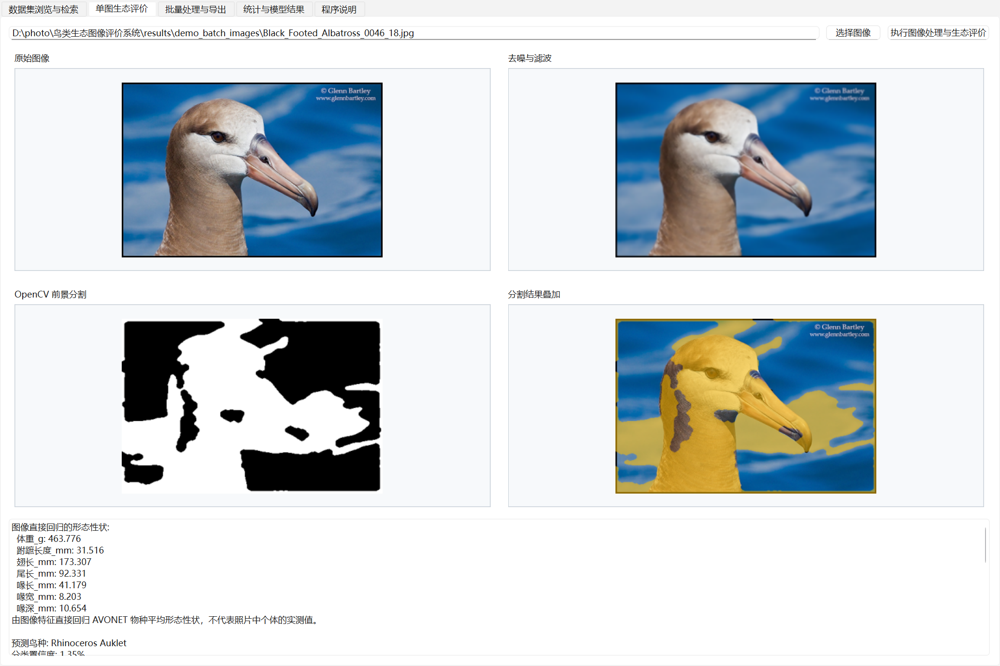 数据集浏览与检索
单图生态评价
批量处理与导出
统计与模型结果
程序说明
D:\photo\鸟类生态图像评价系统\results\demo_batch_images\Black_Footed_Albatross_0046_18.jpg
选择图像
执行图像处理与生态评价
原始图像
去噪与滤波
© Glenn Bartley
www.glennbartley.com
© Glenn Bartley
www.glennbartley.com
OpenCV 前景分割
分割结果叠加
© Glenn Bartley
www.glennbartley.com
图像直接回归的形态性状:
体重_g: 463.776
跗蹠长度_mm: 31.516
翅长_mm: 173.307
尾长_mm: 92.331
喙长_mm: 41.179
喙宽_mm: 8.203
喙深_mm: 10.654
由图像特征直接回归 AVONET 物种平均形态性状，不代表照片中个体的实测值。
预测鸟种: Rhinoceros Auklet
分类置信度: 1.35%